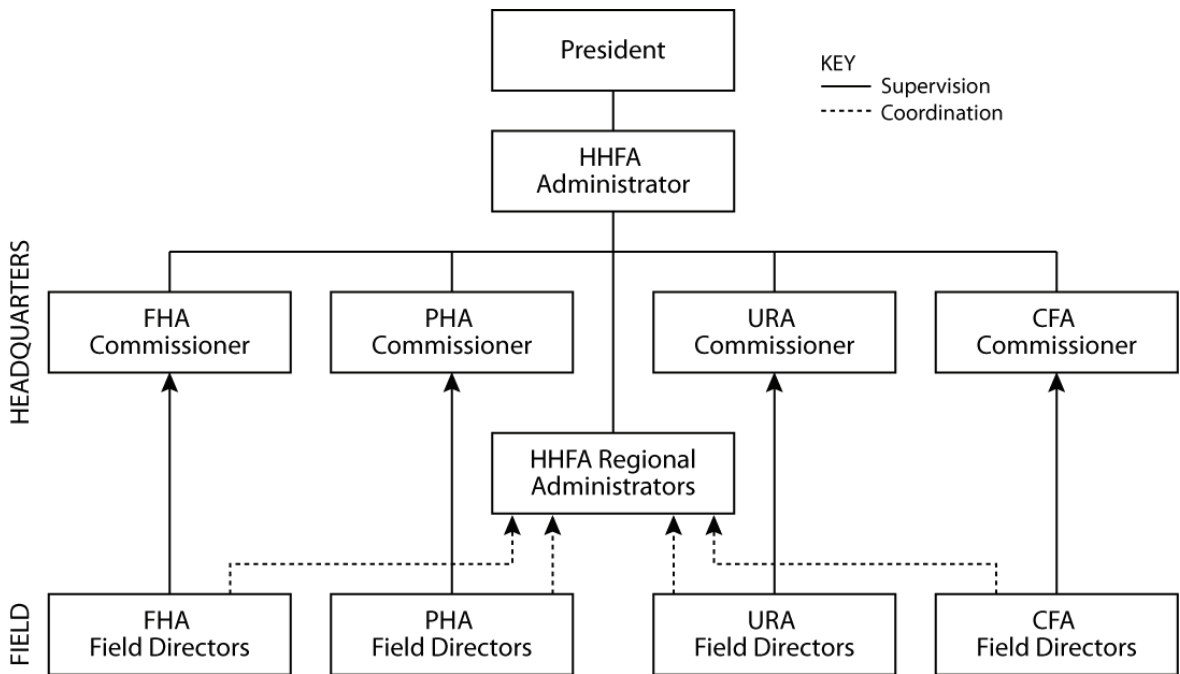 President
KEY
Supervision
Coordination
HHFA
Administrator
HEADQUARTERS
FHA
Commissioner
PHA
Commissioner
URA
Commissioner
CFA
Commissioner
HHFA Regional
Administrators
FIELD
FHA
Field Directors
PHA
Field Directors
URA
Field Directors
CFA
Field Directors